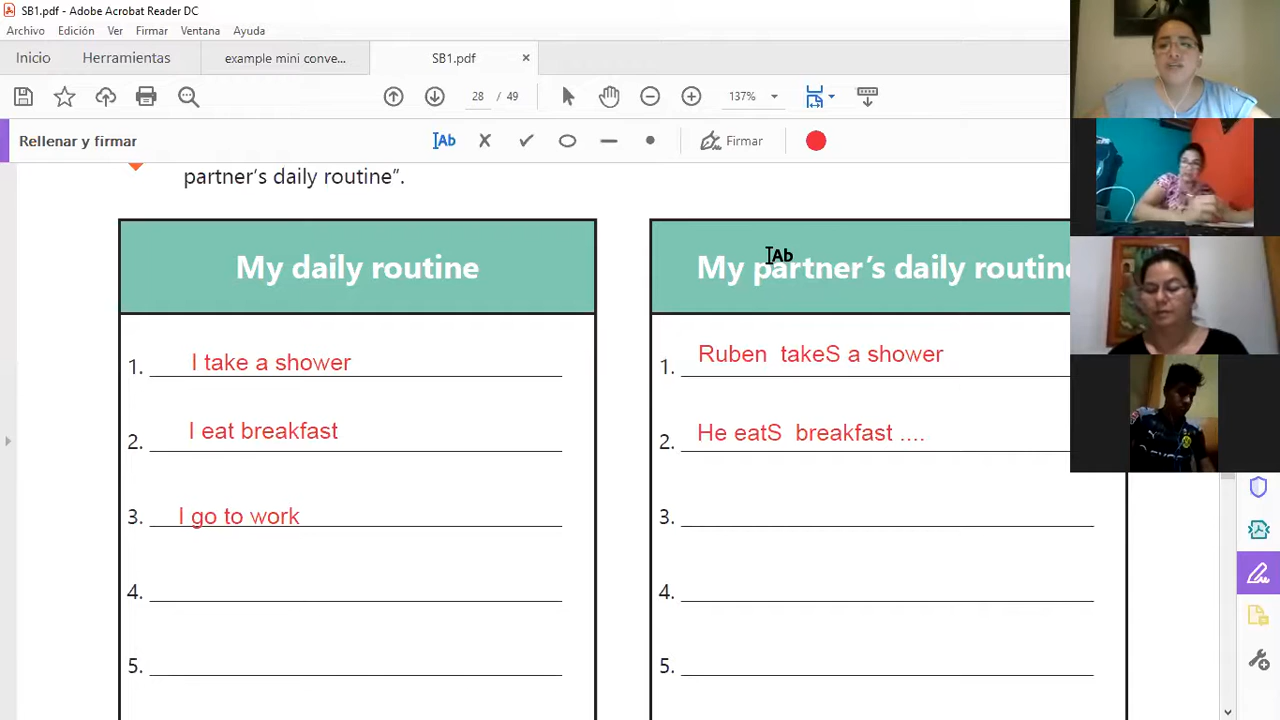 SB1.pdf - Adobe Acrobat Reader DC
Archivo Edición Ver Firmar Ventana Ayuda
Inicio Herramientas example mini conve... SB1.pdf ×
28 / 49 137%
Rellenar y firmar IAb Firmar
partner's daily routine".
My daily routine
1. I take a shower
2. I eat breakfast
3. I go to work
4.
5.
My partner's daily routine
Ab
1. Ruben takeS a shower
2. He eatS breakfast ....
3.
4.
5.